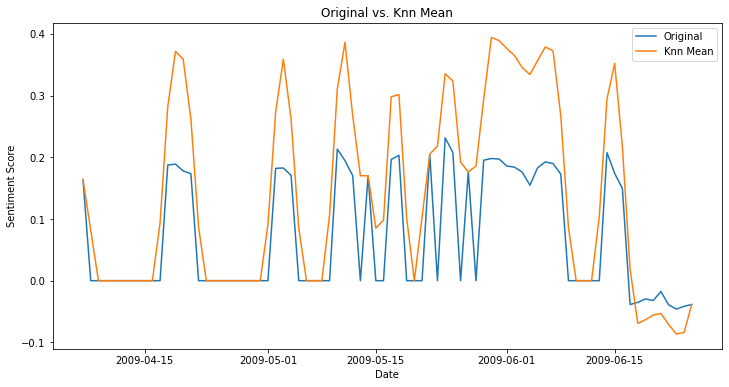 Original vs. Knn Mean
Original
Knn Mean
0.4
0.3
0.2
0.1
0.0
−0.1
Sentiment Score
2009-04-15
2009-05-01
2009-05-15
2009-06-01
2009-06-15
Date